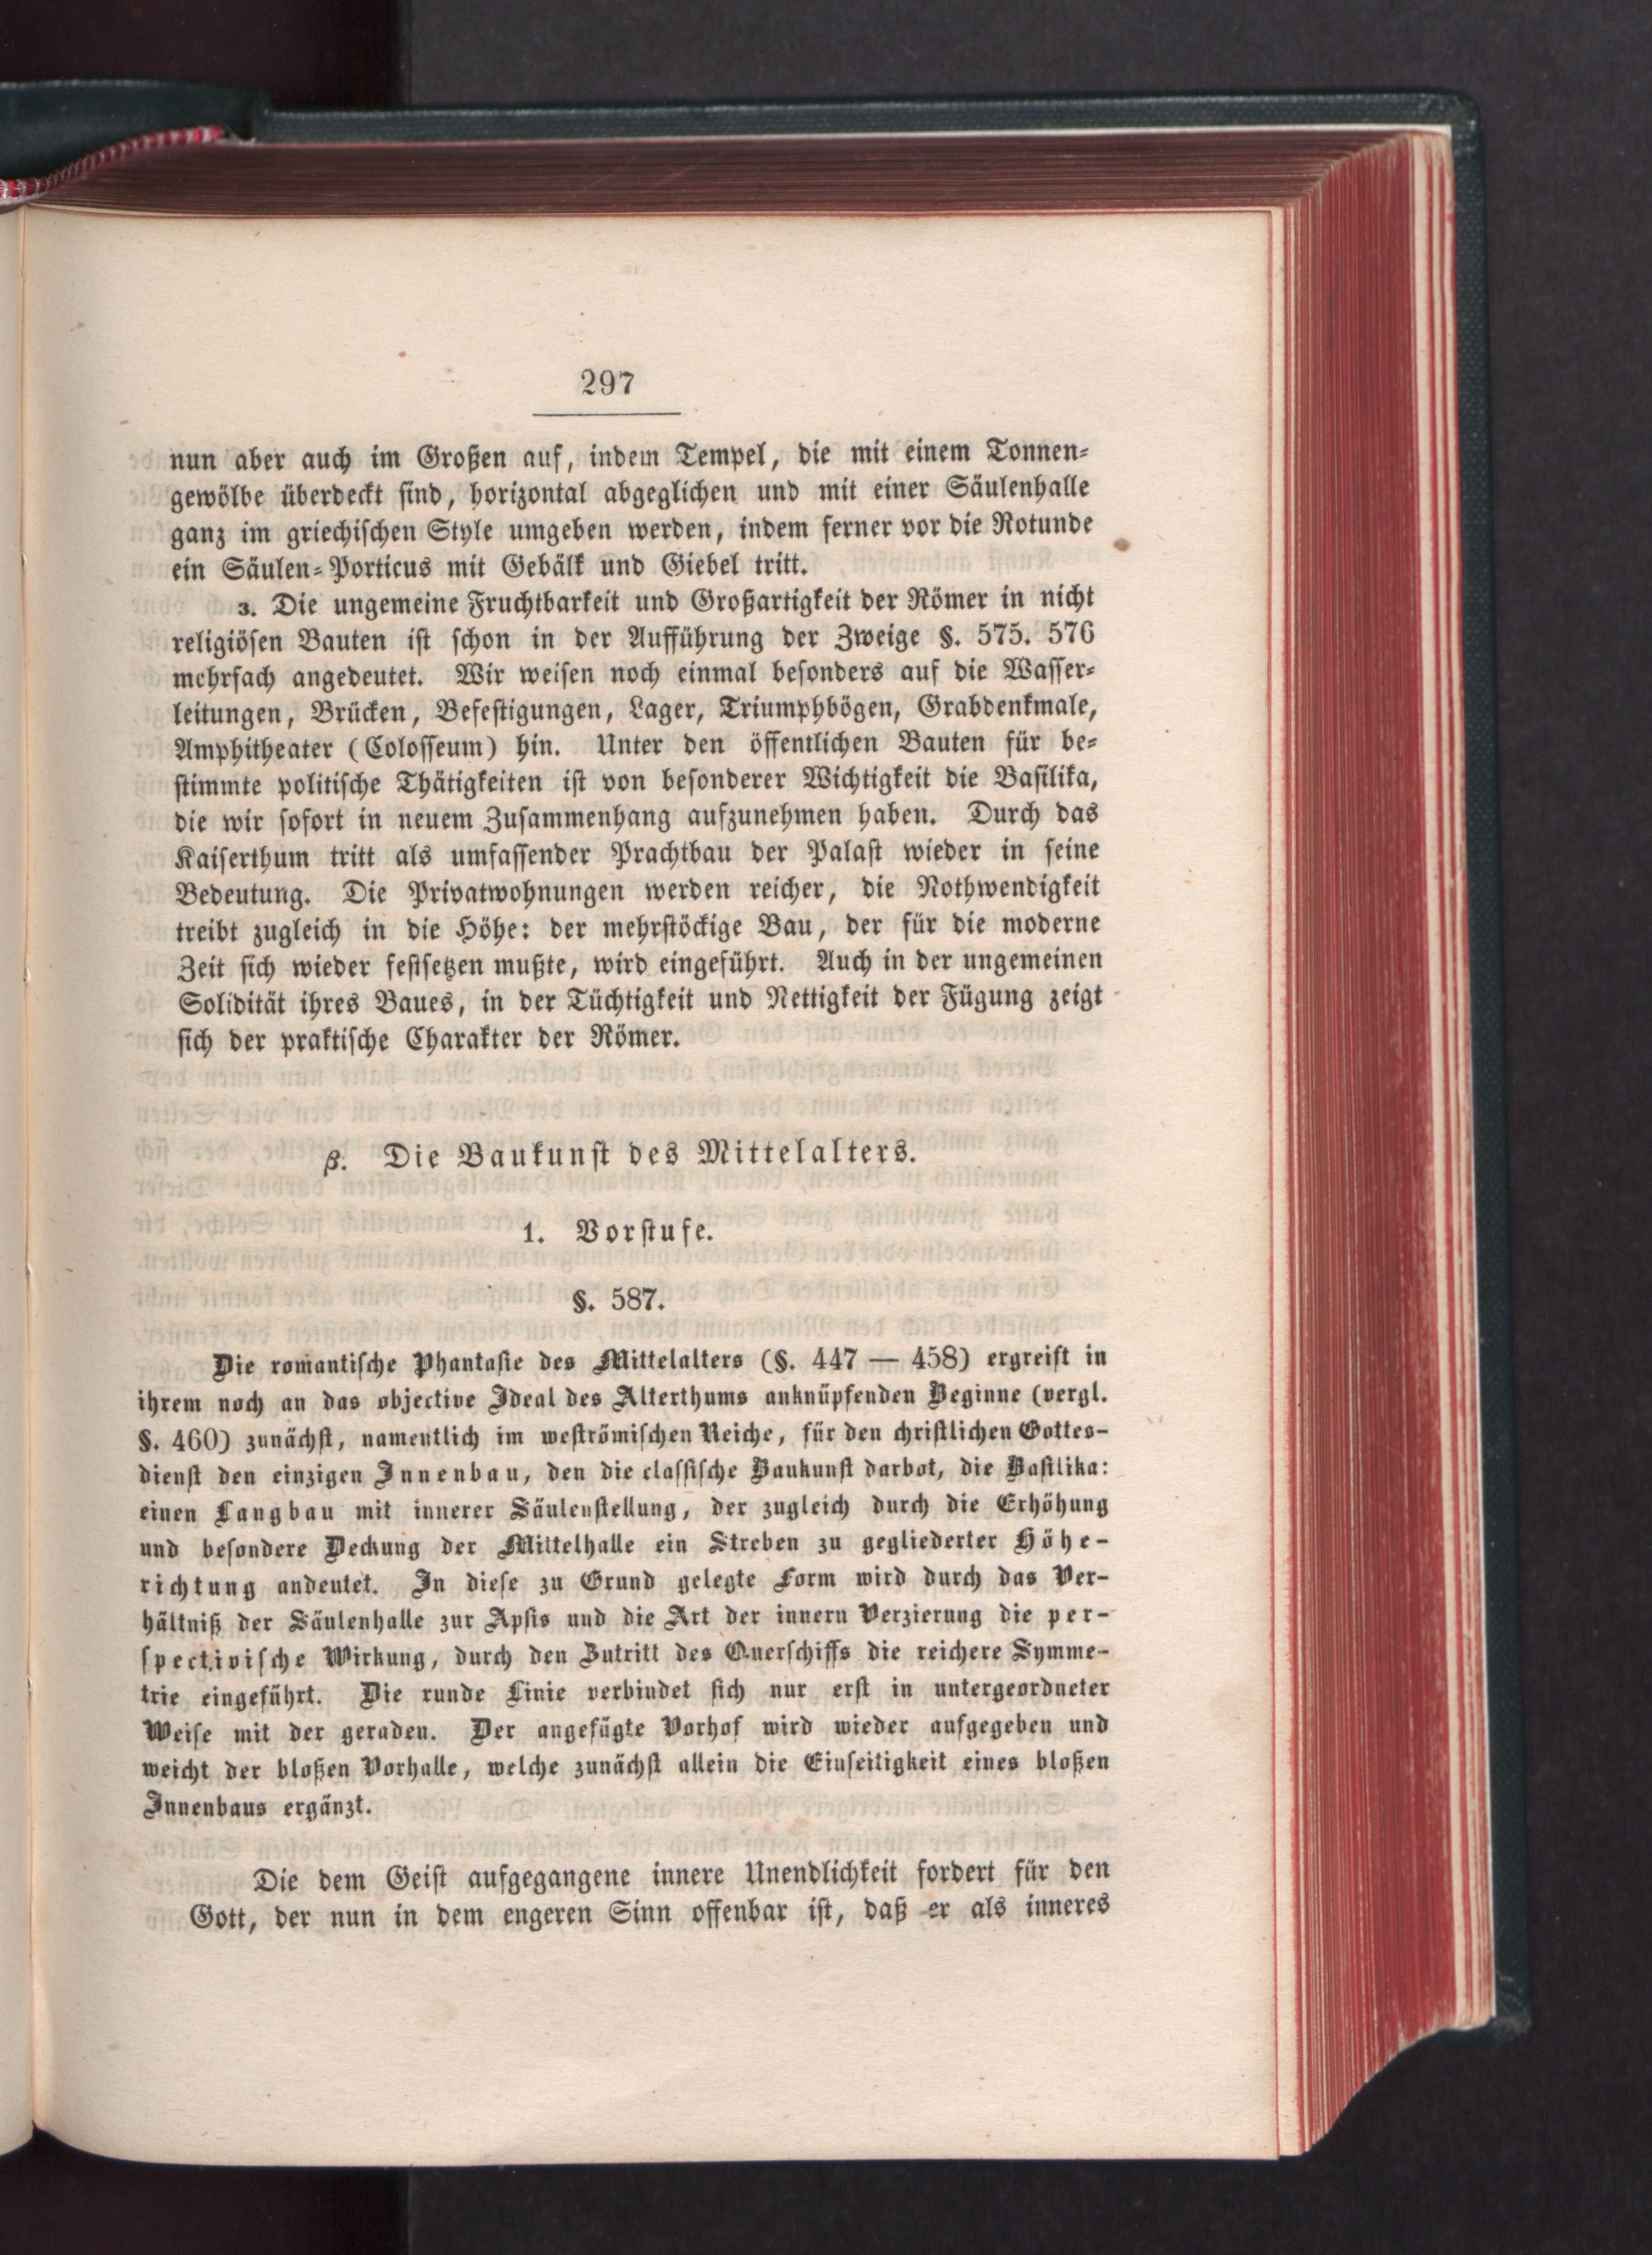 297
nun aber auch im Großen auf, indem Tempel, die mit einem Tonnen-
gewölbe überdeckt sind, horizontal abgeglichen und mit einer Säulenhalle
ganz im griechischen Style umgeben werden, indem ferner vor die Rotunde
ein Säulen-Porticus mit Gebälk und Giebel tritt.
3. Die ungemeine Fruchtbarkeit und Großartigkeit der Römer in nicht
religiösen Bauten ist schon in der Aufführung der Zweige §. 575. 576
mehrfach angedeutet. Wir weisen noch einmal besonders auf die Wasser-
leitungen, Brücken, Befestigungen, Lager, Triumphbögen, Grabdenkmale,
Amphitheater (Colosseum) hin. Unter den öffentlichen Bauten für be-
stimmte politische Thätigkeiten ist von besonderer Wichtigkeit die Basilika,
die wir sofort in neuem Zusammenhang aufzunehmen haben. Durch das
Kaiserthum tritt als umfassender Prachtbau der Palast wieder in seine
Bedeutung. Die Privatwohnungen werden reicher, die Nothwendigkeit
treibt zugleich in die Höhe: der mehrstöckige Bau, der für die moderne
Zeit sich wieder festsetzen mußte, wird eingeführt. Auch in der ungemeinen
Solidität ihres Baues, in der Tüchtigkeit und Nettigkeit der Fügung zeigt
sich der praktische Charakter der Römer.
β. Die Baukunst des Mittelalters.
1. Vorstufe.
§. 587.
Die romantische Phantasie des Mittelalters (§. 447 — 458) ergreift in
ihrem noch an das objective Ideal des Alterthums anknüpfenden Beginne (vergl.
§. 460) zunächst, namentlich im weströmischen Reiche, für den christlichen Gottes-
dienst den einzigen Innenbau, den die classische Baukunst darbot, die Basilika:
einen Langbau mit innerer Säulenstellung, der zugleich durch die Erhöhung
und besondere Deckung der Mittelhalle ein Streben zu gegliederter Höhe-
richtung andeutet. In diese zu Grund gelegte Form wird durch das Ver-
hältniß der Säulenhalle zur Apsis und die Art der innern Verzierung die per-
spectivische Wirkung, durch den Zutritt des Querschiffs die reichere Symme-
trie eingeführt. Die runde Linie verbindet sich nur erst in untergeordneter
Weise mit der geraden. Der angefügte Vorhof wird wieder aufgegeben und
weicht der bloßen Vorhalle, welche zunächst allein die Einseitigkeit eines bloßen
Innenbaus ergänzt.
Die dem Geist aufgegangene innere Unendlichkeit fordert für den
Gott, der nun in dem engeren Sinn offenbar ist, daß er als inneres